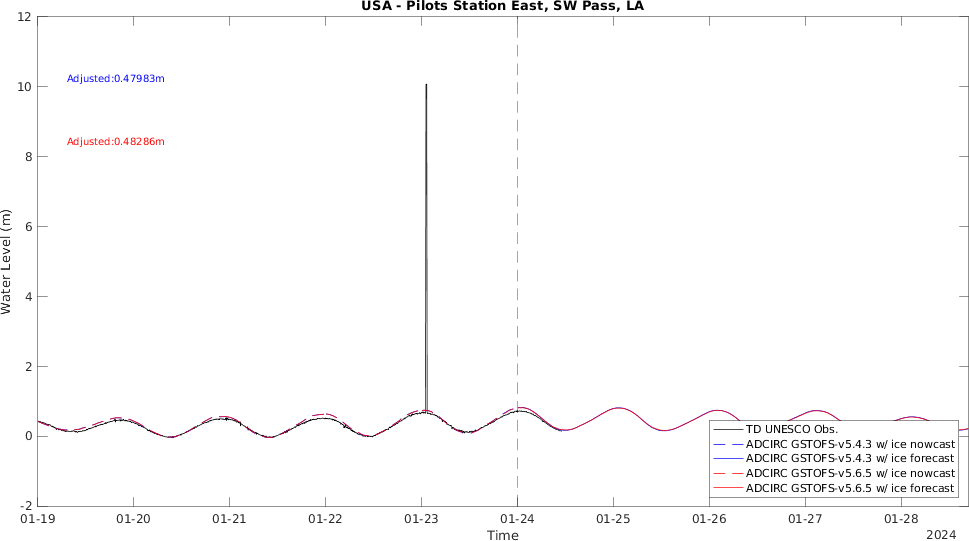 USA - Pilots Station East, SW Pass, LA
12
10
8
6
4
2
0
-2
Water Level (m)
Adjusted:0.47983m
Adjusted:0.48286m
TD UNESCO Obs.
ADCIRC GSTOFS-v5.4.3 w/ ice nowcast
ADCIRC GSTOFS-v5.4.3 w/ ice forecast
ADCIRC GSTOFS-v5.6.5 w/ ice nowcast
ADCIRC GSTOFS-v5.6.5 w/ ice forecast
01-19 01-20 01-21 01-22 01-23 01-24 01-25 01-26 01-27 01-28
Time
2024